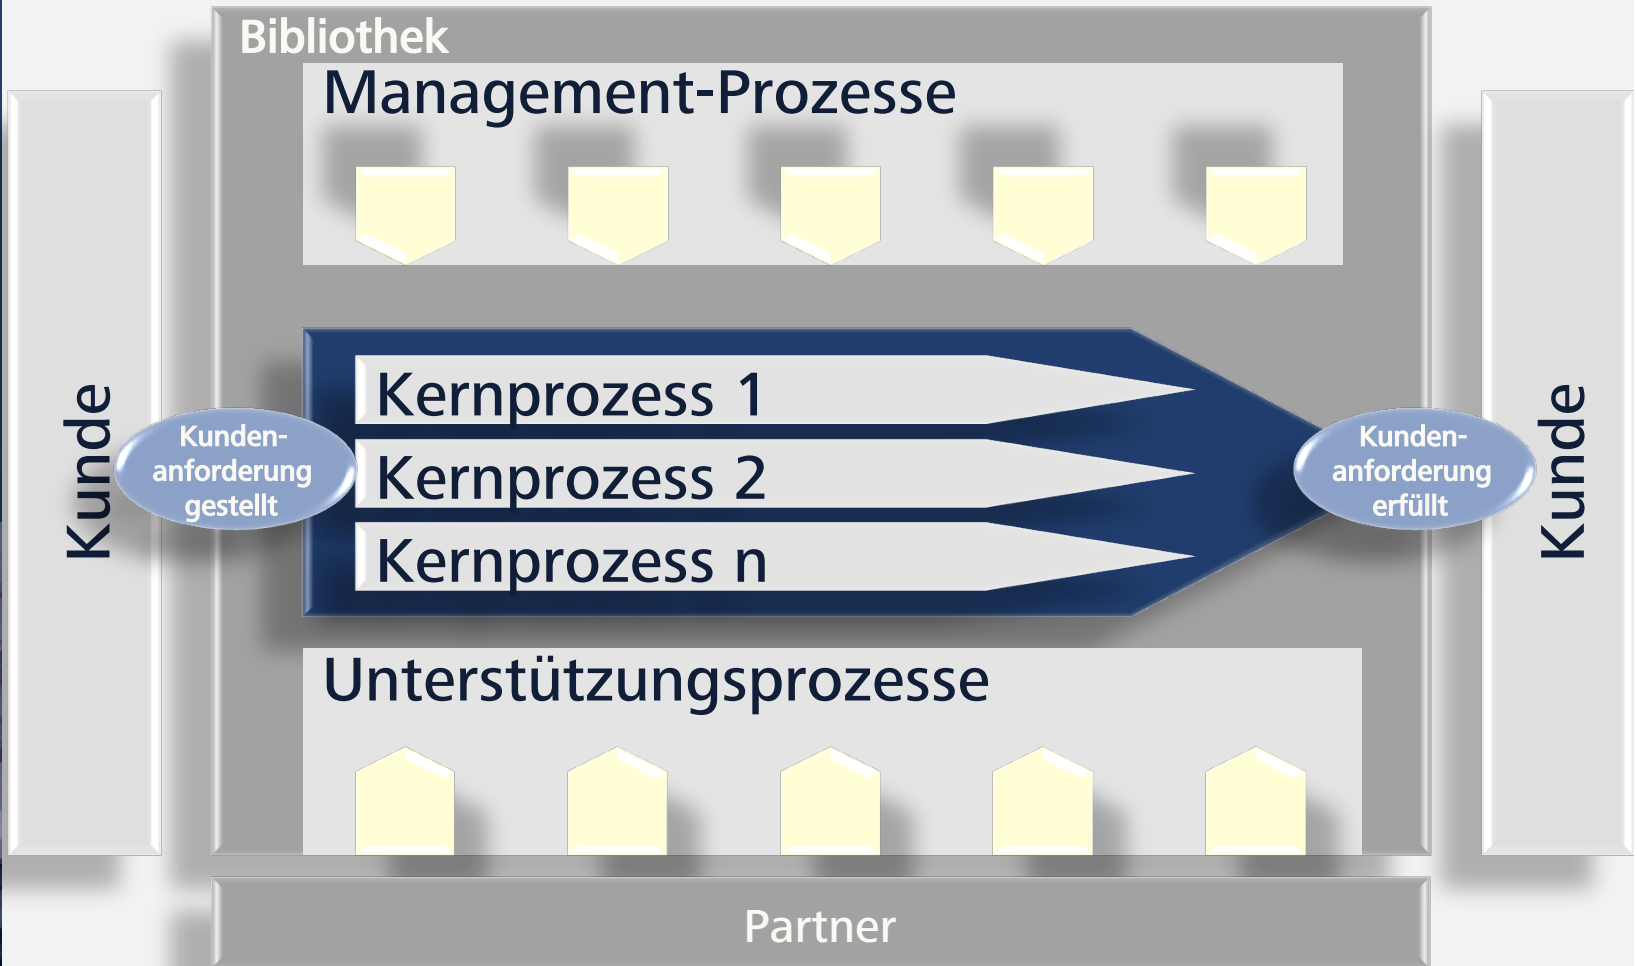 Bibliothek
Management-Prozesse
Kunde
Kunden-
anforderung
gestellt
Kernprozess 1
Kernprozess 2
Kernprozess n
Kunden-
anforderung
erfüllt
Kunde
Unterstützungsprozesse
Partner